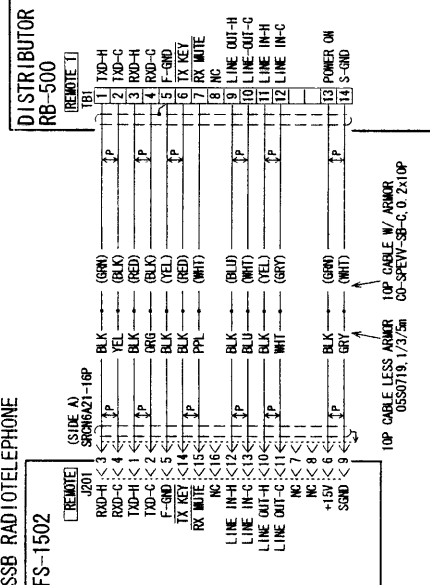 DISTRIBUTOR
RB-500
REMOTE 1
TB1
1 TXD-H
2 TXD-C
3 RXD-H
4 RXD-C
5 F-GND
6 TX KEY
7 RX MUTE
8 NC
9 LINE OUT-H
10 LINE-OUT-C
11 LINE IN-H
12 LINE IN-C
13 POWER ON
14 S-GND
P
P
P
P
P
P
(GRN)
(BLK)
(RED)
(BLK)
(YEL)
(RED)
(WHT)
(BLU)
(WHT)
(YEL)
(GRY)
(GRN)
(WHT)
10P CABLE W/ ARMOR
CO-SPEVV-SB-C, 0.2x10P
BLK
YEL
BLK
ORG
BLK
BLK
PPL
BLK
BLU
BLK
WHT
BLK
GRY
10P CABLE LESS ARMOR
05S0719, 1/3/5m
P
P
P
P
P
P
(SIDE A)
SRCN6A21-16P
SSB RADIOTELEPHONE
FS-1502
REMOTE
J201
RXD-H 3
RXD-C 4
TXD-H 1
TXD-C 2
F-GND 5
TX KEY 14
RX MUTE 15
NC 16
LINE IN-H 12
LINE IN-C 13
LINE OUT-H 10
LINE OUT-C 11
NC 7
NC 8
+15V 6
SGND 9